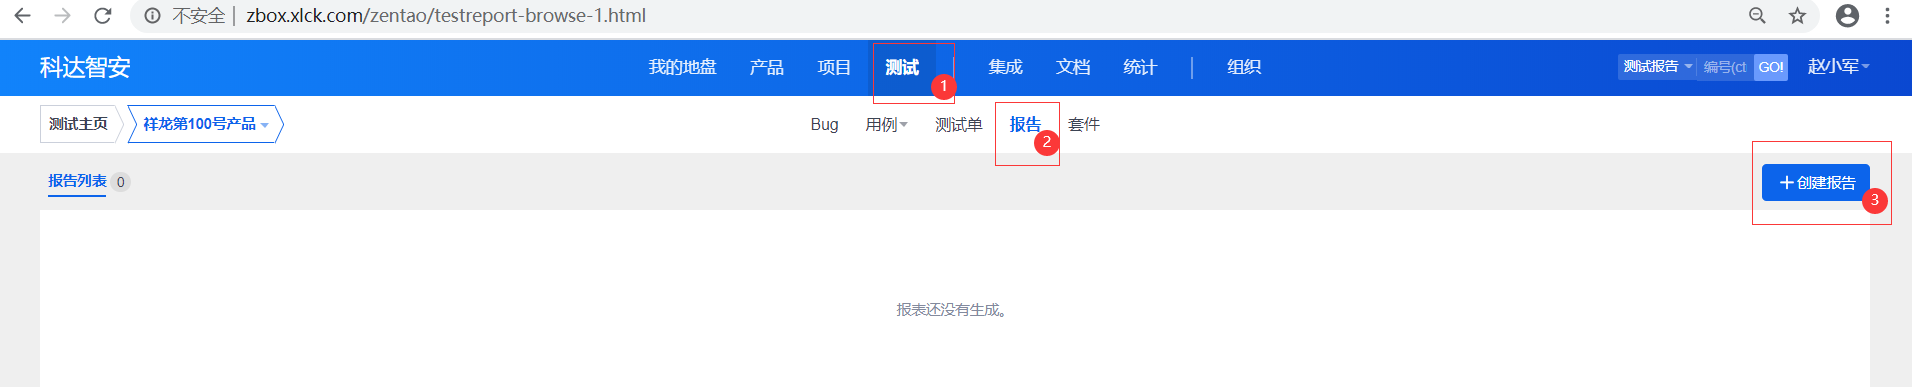 不安全 zbox.xlck.com/zentao/testreport-browse-1.html
科达智安 我的地盘 产品 项目 测试 集成 文档 统计 组织 测试报告 编号(ct GO! 赵小军
1
测试主页 祥龙第100号产品 Bug 用例 测试单 报告 套件
2
报告列表 0 创建报告
3
报表还没有生成。